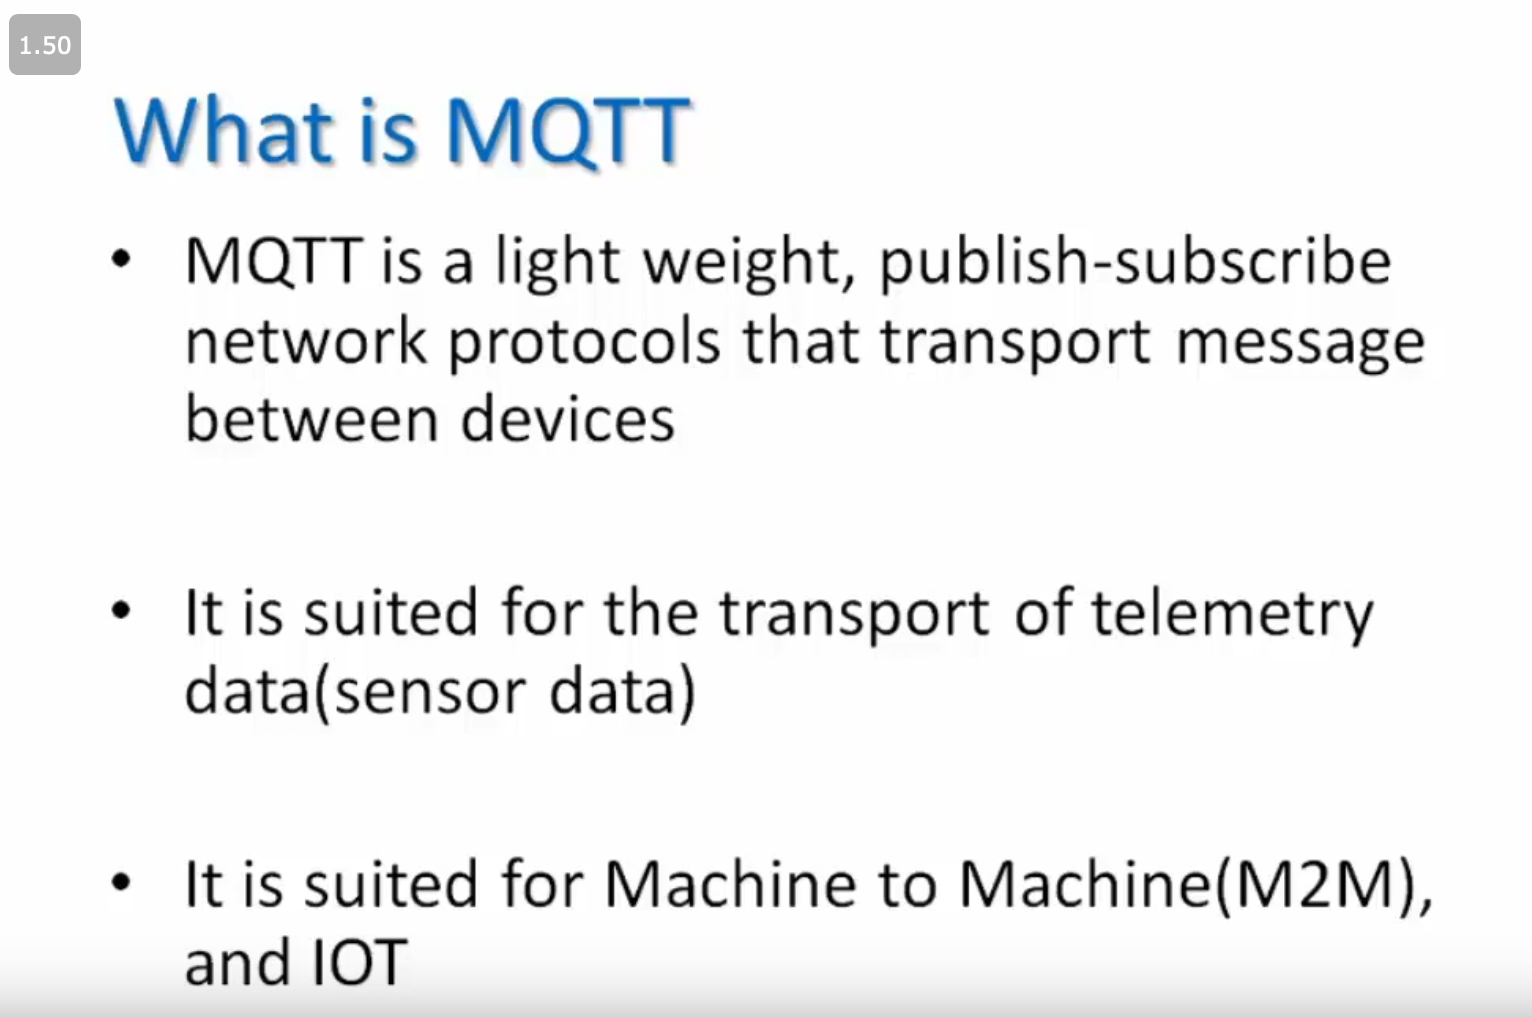 1.50
What is MQTT
• MQTT is a light weight, publish-subscribe
network protocols that transport message
between devices
• It is suited for the transport of telemetry
data(sensor data)
• It is suited for Machine to Machine(M2M),
and IOT